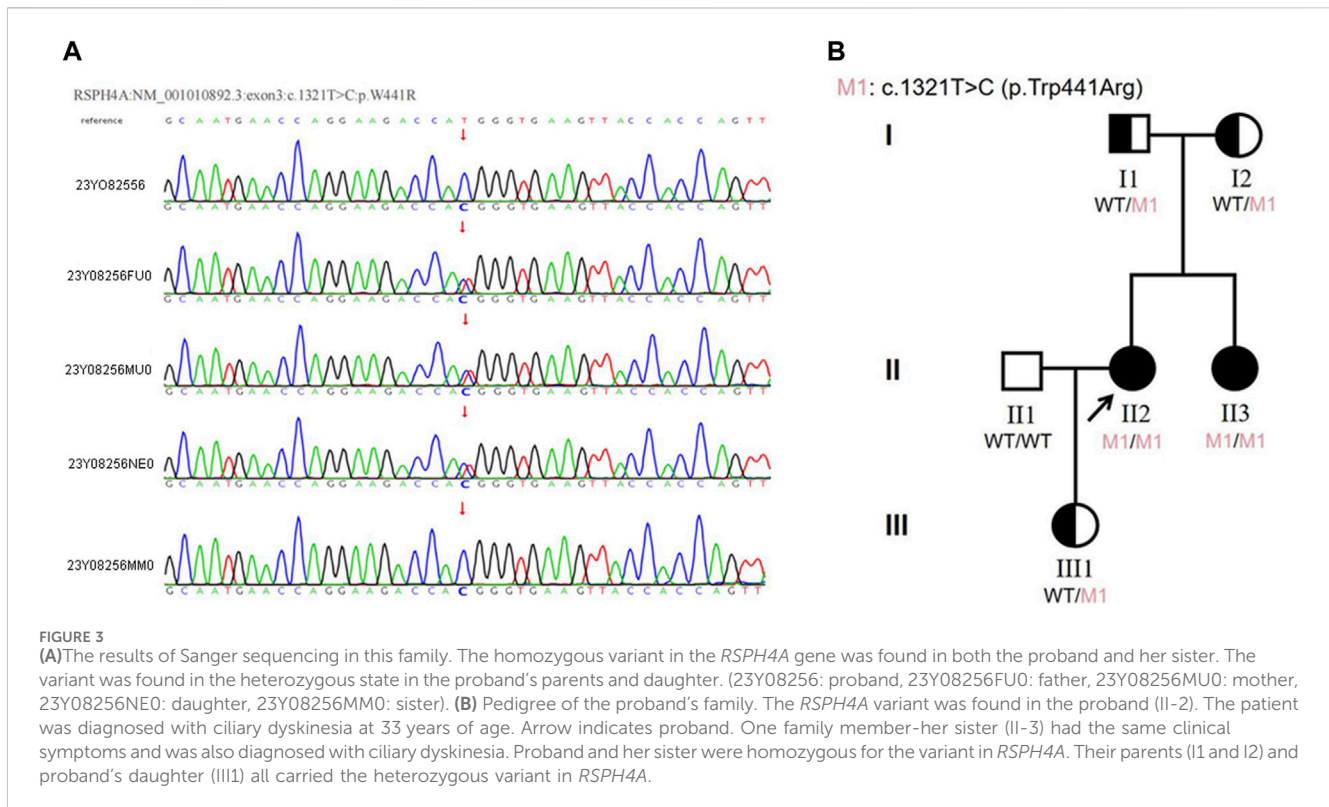 A
RSPH4A:NM_001010892.3:exon3:c.1321T>C:p.W441R
reference G C A A T G A A C C A G G A A G A C C A T G G G T G A A G T T A C C A C C A G T T
23YO82556
G C A A T G A A C C A G G A A G A C C A C G G G T G A A G T T A C C A C C A G T T
23Y08256FU0
G C A A T G A A C C A G G A A G A C C A C G G G T G A A G T T A C C A C C A G T T
23Y08256MU0
G C A A T G A A C C A G G A A G A C C A C G G G T G A A G T T A C C A C C A G T T
23Y08256NE0
G C A A T G A A C C A G G A A G A C C A C G G G T G A A G T T A C C A C C A G T T
23Y08256MM0
G C A A T G A A C C A G G A A G A C C A C G G G T G A A G T T A C C A C C A G T T
B
M1: c.1321T>C (p.Trp441Arg)
I
I1 I2
WT/M1 WT/M1
II
II1 II2 II3
WT/WT M1/M1 M1/M1
III
III1
WT/M1
FIGURE 3
(A)The results of Sanger sequencing in this family. The homozygous variant in the RSPH4A gene was found in both the proband and her sister. The
variant was found in the heterozygous state in the proband's parents and daughter. (23Y08256: proband, 23Y08256FU0: father, 23Y08256MU0: mother,
23Y08256NE0: daughter, 23Y08256MM0: sister). (B) Pedigree of the proband's family. The RSPH4A variant was found in the proband (II-2). The patient
was diagnosed with ciliary dyskinesia at 33 years of age. Arrow indicates proband. One family member-her sister (II-3) had the same clinical
symptoms and was also diagnosed with ciliary dyskinesia. Proband and her sister were homozygous for the variant in RSPH4A. Their parents (I1 and I2) and
proband's daughter (III1) all carried the heterozygous variant in RSPH4A.